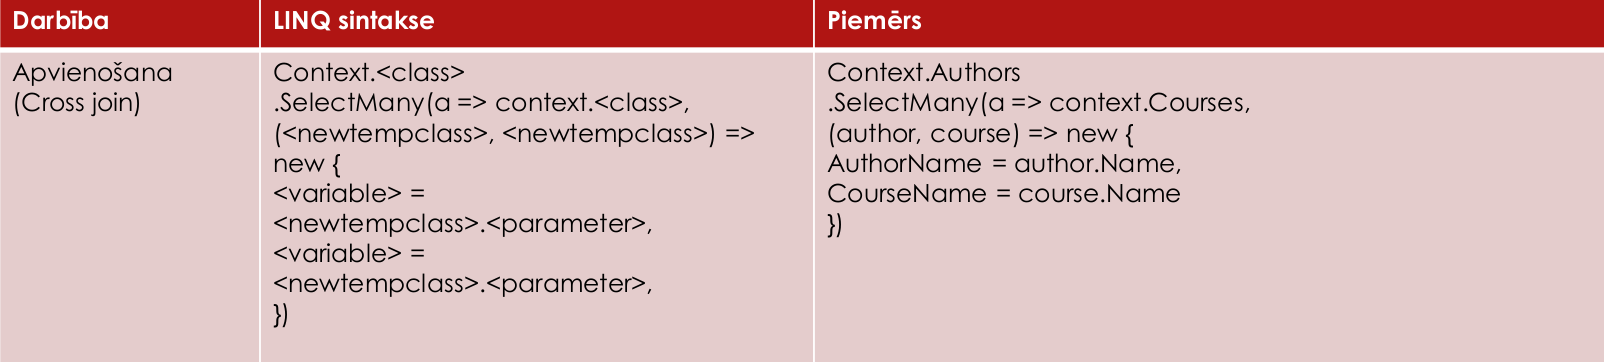 Darbība
LINQ sintakse
Piemērs
Apvienošana
(Cross join)
Context.<class>
.SelectMany(a => context.<class>,
(<newtempclass>, <newtempclass>) =>
new {
<variable> =
<newtempclass>.<parameter>,
<variable> =
<newtempclass>.<parameter>,
})
Context.Authors
.SelectMany(a => context.Courses,
(author, course) => new {
AuthorName = author.Name,
CourseName = course.Name
})